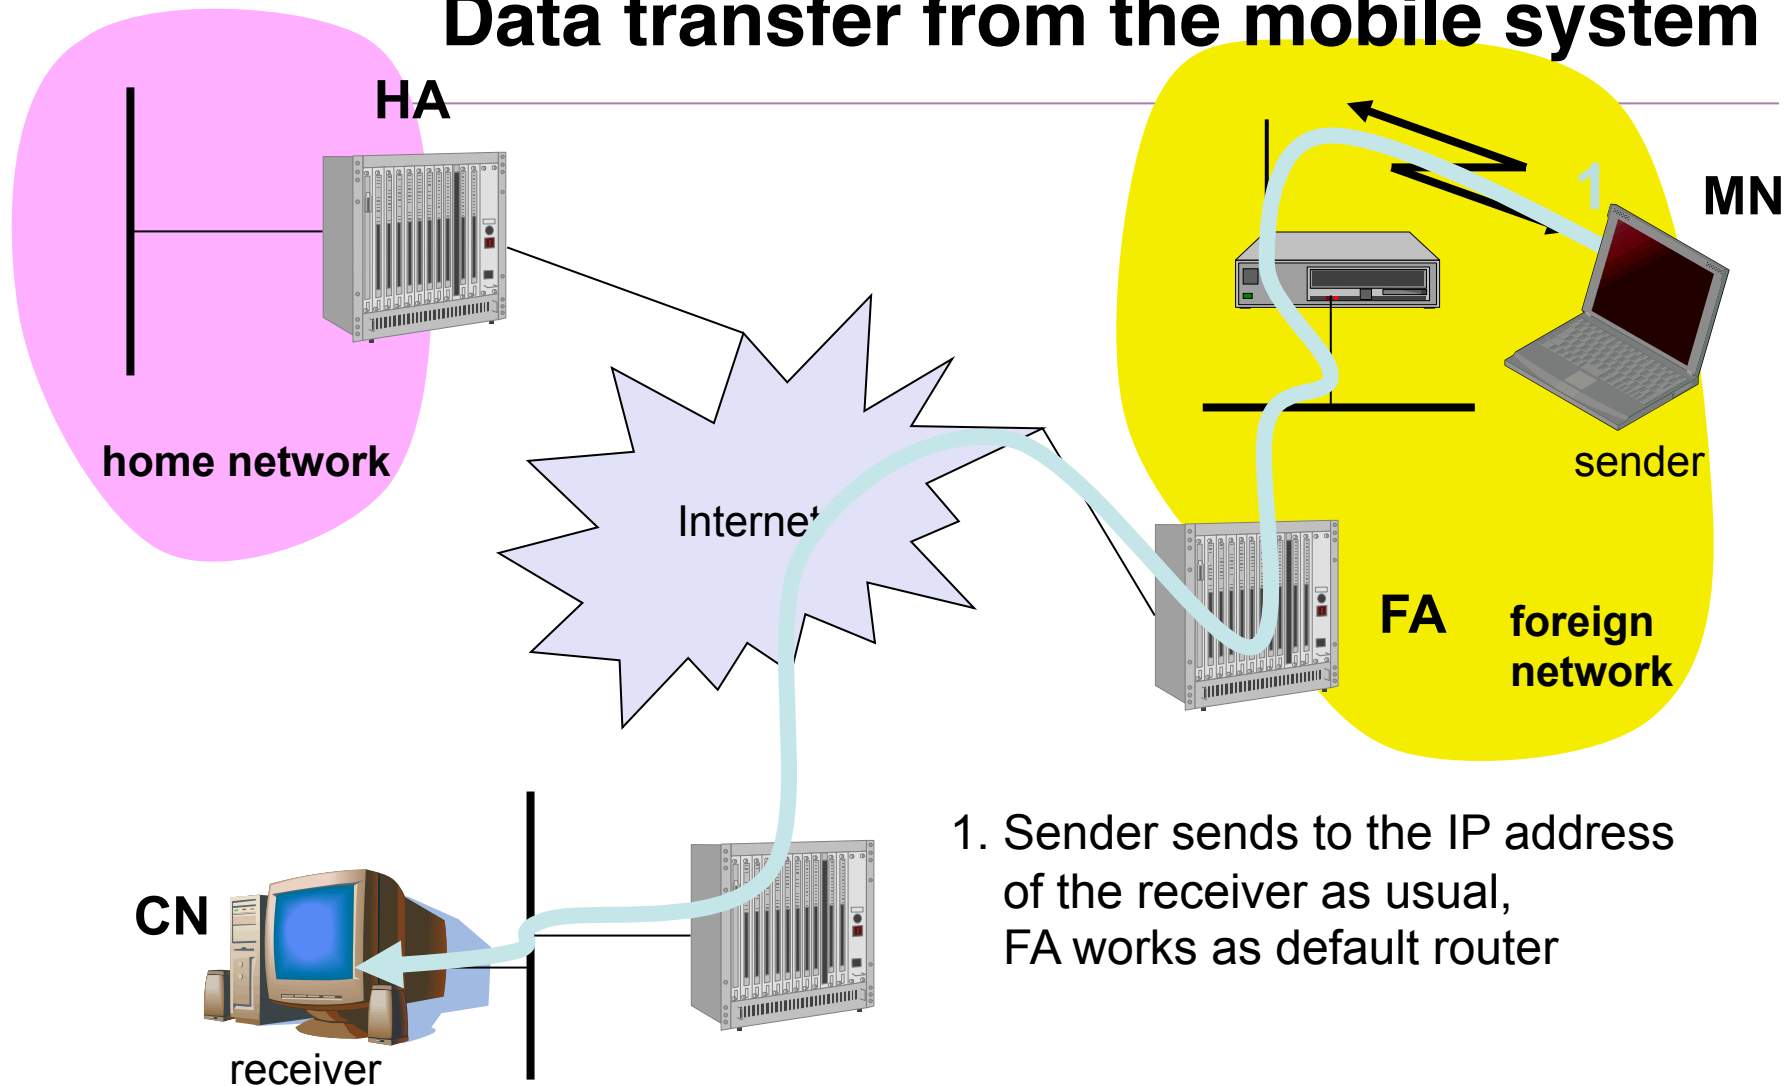 Data transfer from the mobile system
HA
1
MN
home network
sender
Internet
FA
foreign
network
1. Sender sends to the IP address
of the receiver as usual,
FA works as default router
CN
receiver